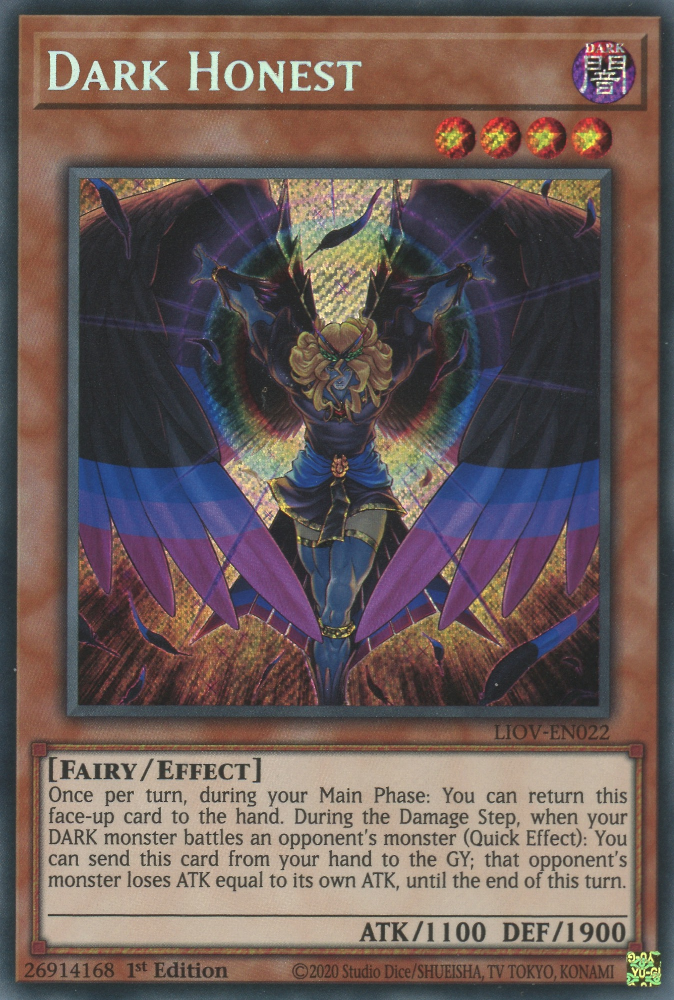 Dark Honest
DARK
闇
LIOV-EN022
[Fairy/Effect]
Once per turn, during your Main Phase: You can return this
face-up card to the hand. During the Damage Step, when your
DARK monster battles an opponent's monster (Quick Effect): You
can send this card from your hand to the GY; that opponent's
monster loses ATK equal to its own ATK, until the end of this turn.
ATK/1100 DEF/1900
26914168 1st Edition ©2020 Studio Dice/SHUEISHA, TV TOKYO, KONAMI